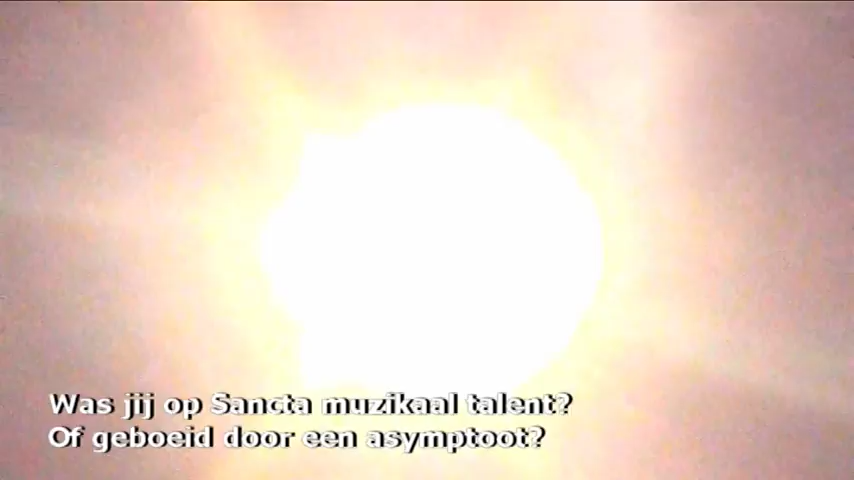 Was jij op Sancta muzikaal talent?
Of geboeid door een asymptoot?